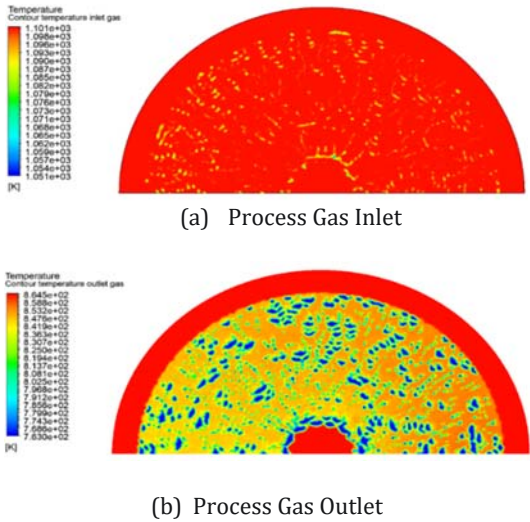 Temperature
Contour temperature inlet gas
1.101e+03
1.098e+03
1.096e+03
1.093e+03
1.090e+03
1.087e+03
1.085e+03
1.082e+03
1.079e+03
1.076e+03
1.073e+03
1.071e+03
1.068e+03
1.065e+03
1.062e+03
1.059e+03
1.057e+03
1.054e+03
1.051e+03
[K]
(a) Process Gas Inlet
Temperature
Contour temperature outlet gas
8.645e+02
8.588e+02
8.532e+02
8.476e+02
8.419e+02
8.363e+02
8.307e+02
8.250e+02
8.194e+02
8.137e+02
8.081e+02
8.025e+02
7.968e+02
7.912e+02
7.856e+02
7.799e+02
7.743e+02
7.686e+02
7.630e+02
[K]
(b) Process Gas Outlet